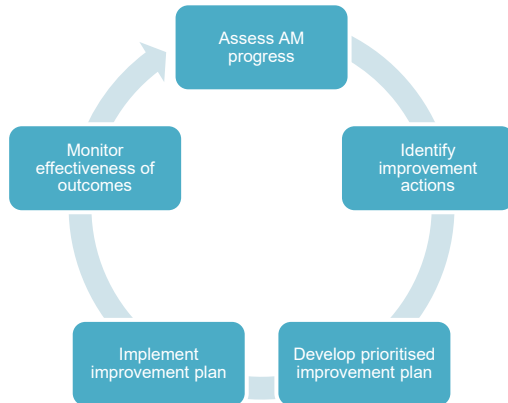 Assess AM
progress
Identify
improvement
actions
Develop prioritised
improvement plan
Implement
improvement plan
Monitor
effectiveness of
outcomes